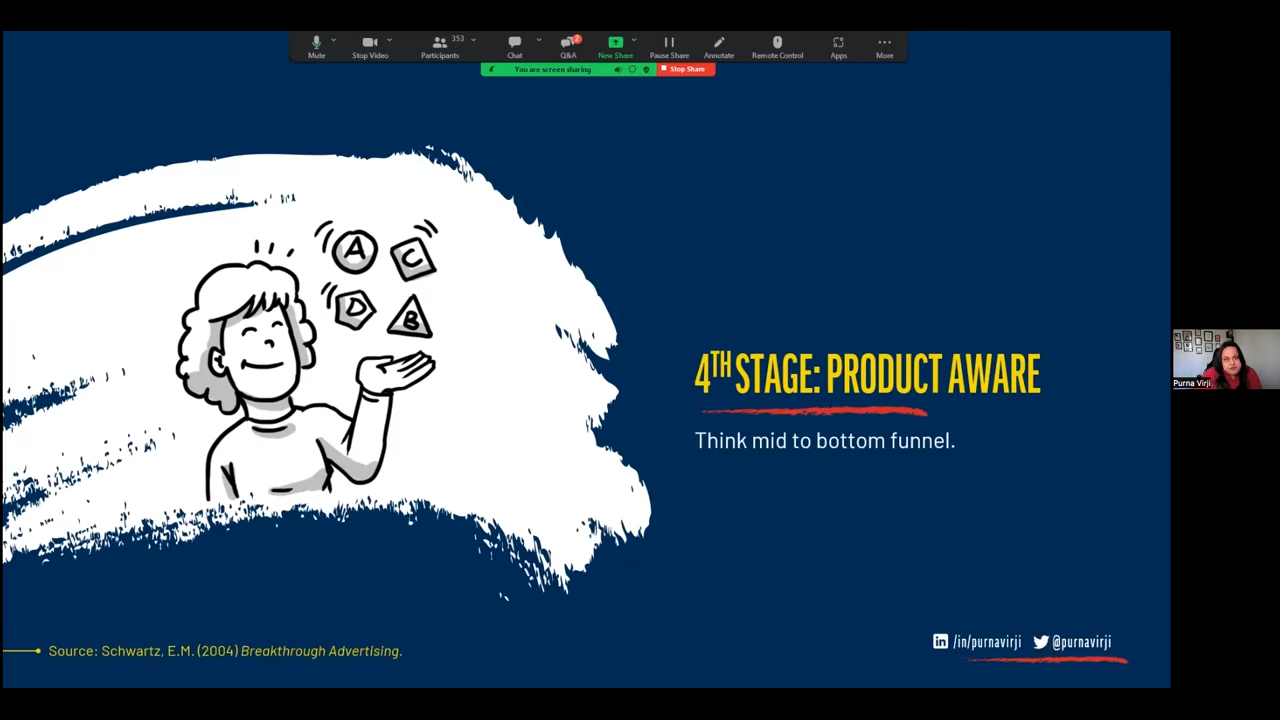 Mute
Stop Video
Participants
353
Chat
Q&A
2
New Share
Pause Share
Annotate
Remote Control
Apps
More
You are screen sharing
Stop Share
A
C
D
B
4TH STAGE: PRODUCT AWARE
Think mid to bottom funnel.
Purna Virji
Source: Schwartz, E.M. (2004) Breakthrough Advertising.
in /in/purnavirji @purnavirji